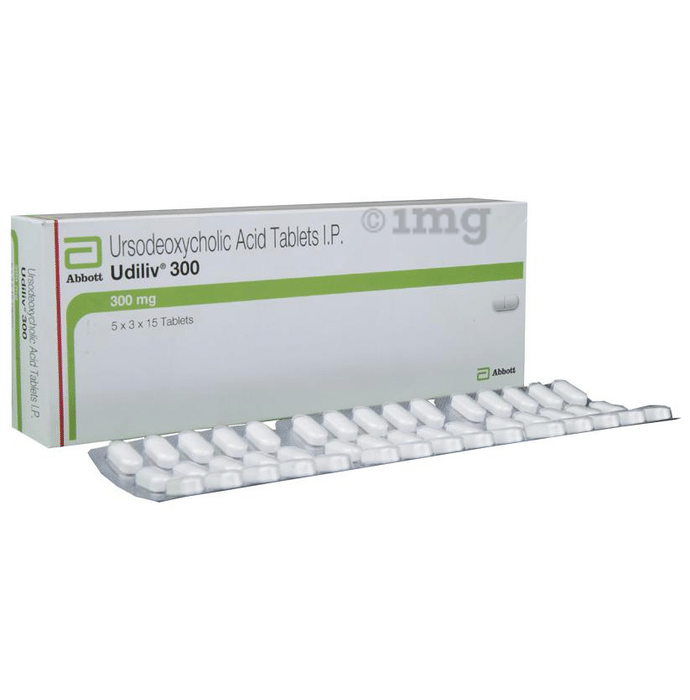 ©1mg
Ursodeoxycholic Acid Tablets I.P.
Udiliv® 300
Abbott
300 mg
5 x 3 x 15 Tablets
Abbott
Ursodeoxycholic Acid Tablets I.P.
Udiliv® 300